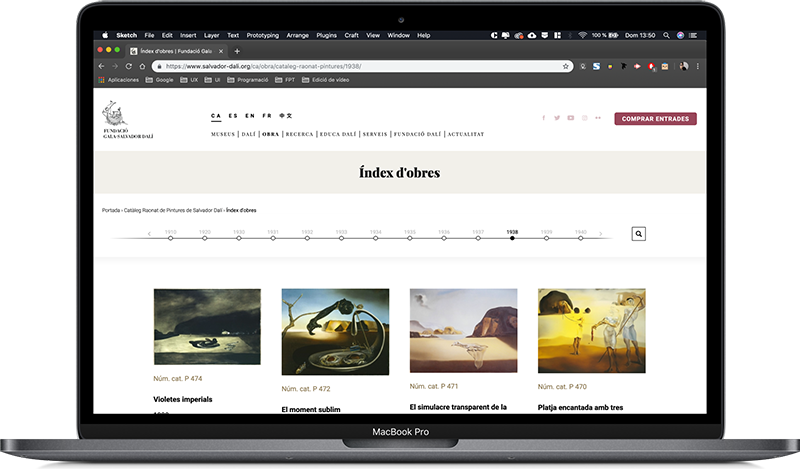 Sketch File Edit Insert Layer Text Prototyping Arrange Plugins Craft View Window Help 100 % Dom 13:50
Índex d'obres | Fundació Gala
https://www.salvador-dali.org/ca/obra/cataleg-raonat-pintures/1938/
Aplicaciones Google UX UI Programació FPT Edició de vídeo
FUNDACIÓ
GALA-SALVADOR DALÍ
CA ES EN FR 中文
MUSEUS | DALÍ | OBRA | RECERCA | EDUCA DALÍ | SERVEIS | FUNDACIÓ DALÍ | ACTUALITAT
COMPRAR ENTRADES
Índex d'obres
Portada › Catàleg Raonat de Pintures de Salvador Dalí › Índex d'obres
1910 1920 1930 1931 1932 1933 1934 1935 1936 1937 1938 1939 1940
Núm. cat. P 474
Violetes imperials
Núm. cat. P 472
El moment sublim
Núm. cat. P 471
El simulacre transparent de la
Núm. cat. P 470
Platja encantada amb tres
MacBook Pro